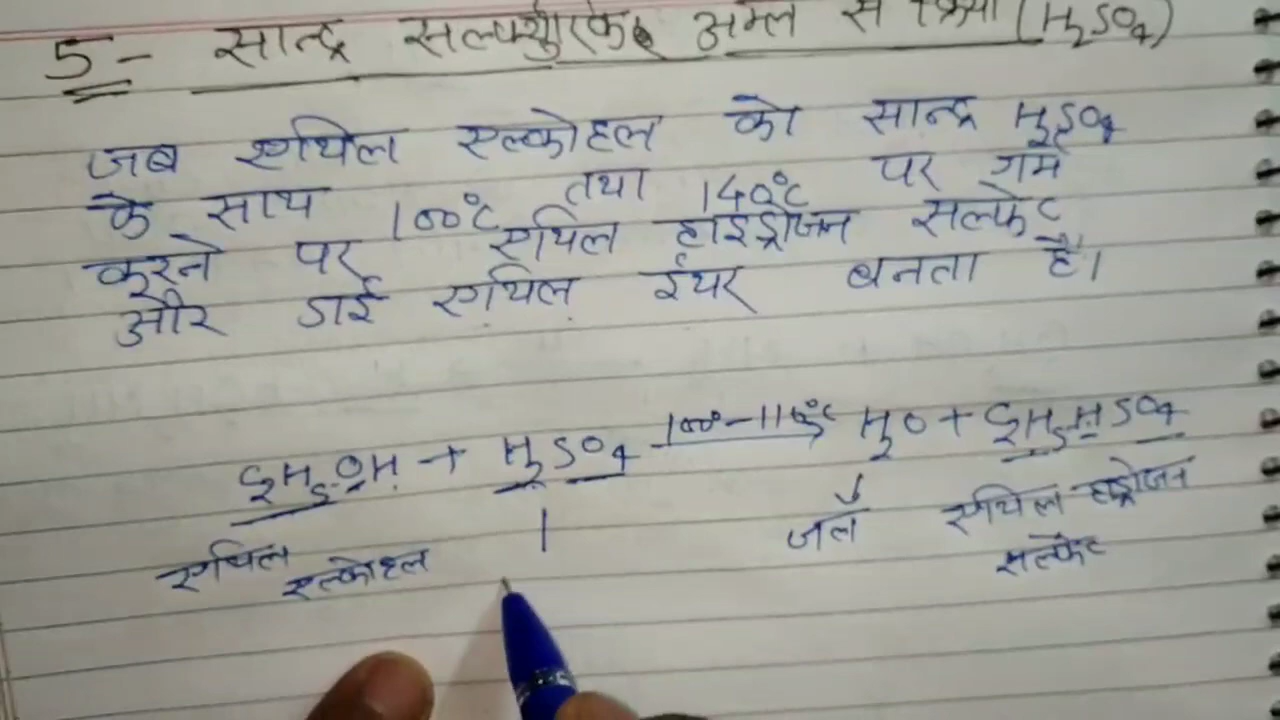 5- सान्द्र सल्फ्युरिक अम्ल से क्रिया (H₂SO₄)
जब एथिल एल्कोहल को सान्द्र H₂SO₄
के साथ 100°C तथा 140°C पर गर्म
करने पर एथिल हाइड्रोजन सल्फेट
और डाई एथिल ईथर बनता है।
C₂H₅OH + H₂SO₄ 100°-110°C → H₂O + C₂H₅HSO₄
एथिल एल्कोहल जल एथिल हाड्रोजन
सल्फेट